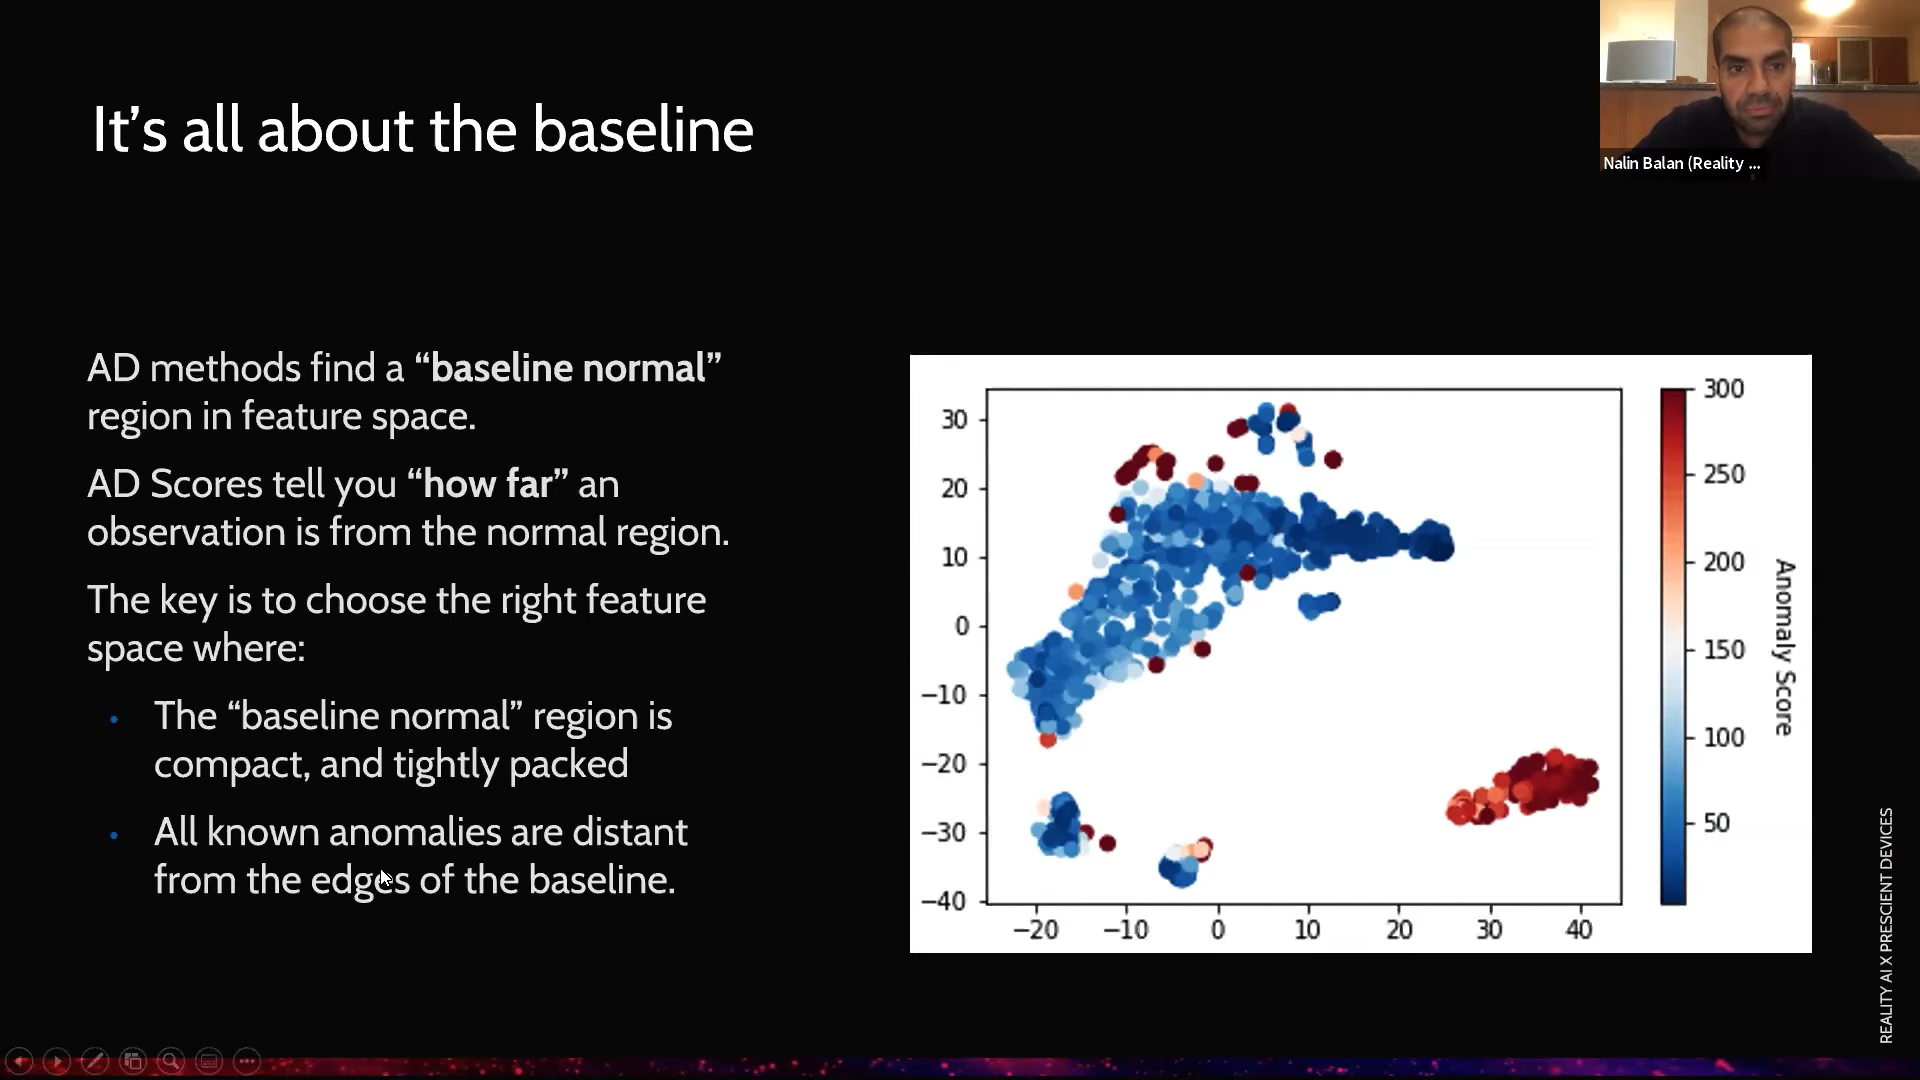 It’s all about the baseline
Nalin Balan (Reality ...
AD methods find a “baseline normal”
region in feature space.
AD Scores tell you “how far” an
observation is from the normal region.
The key is to choose the right feature
space where:
• The “baseline normal” region is
compact, and tightly packed
• All known anomalies are distant
from the edges of the baseline.
30
20
10
0
−10
−20
−30
−40
−20 −10 0 10 20 30 40
300
250
200
150
100
50
Anomaly Score
REALITY AI X PRESCIENT DEVICES